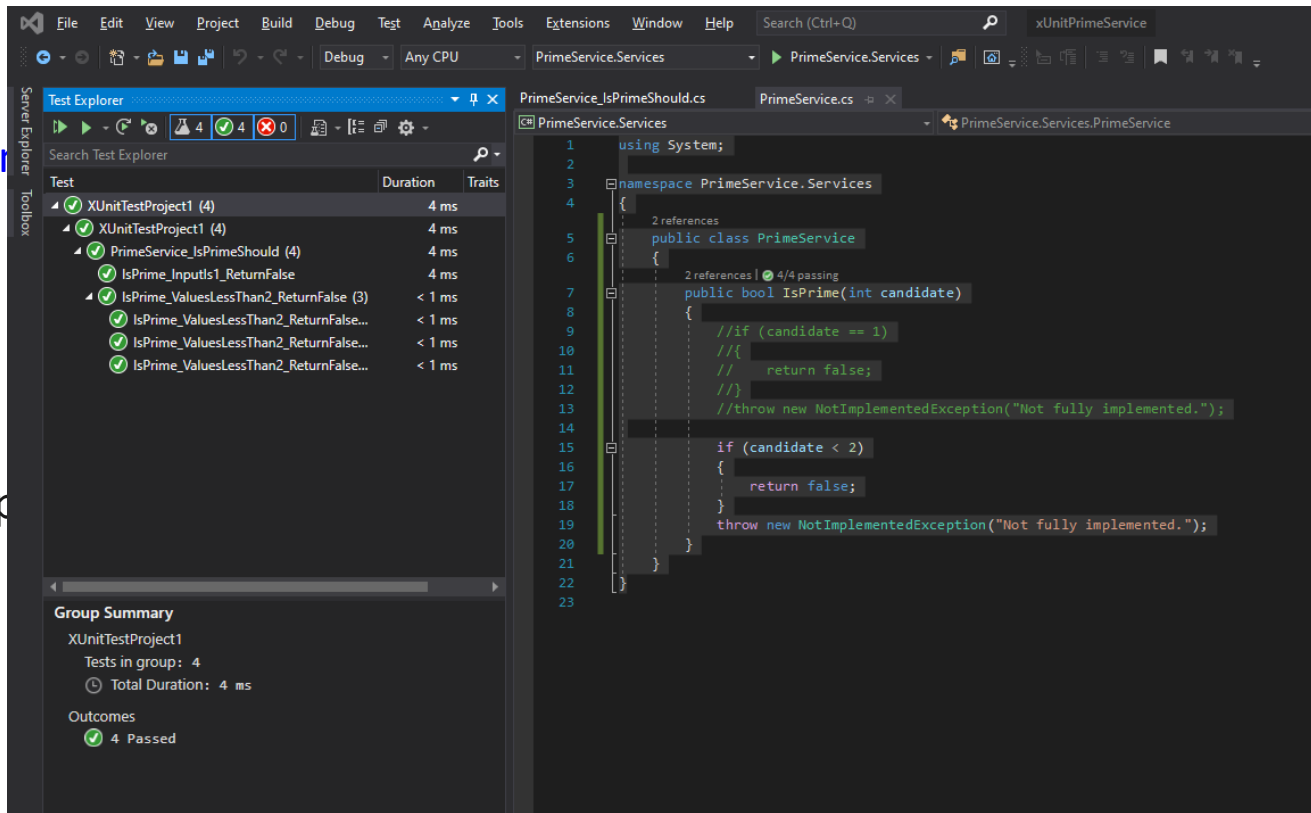 File Edit View Project Build Debug Test Analyze Tools Extensions Window Help Search (Ctrl+Q) xUnitPrimeService
Debug Any CPU PrimeService.Services PrimeService.Services
Server Explorer
Toolbox
Test Explorer
4 4 0
Search Test Explorer
Test Duration Traits
XUnitTestProject1 (4) 4 ms
XUnitTestProject1 (4) 4 ms
PrimeService_IsPrimeShould (4) 4 ms
IsPrime_InputIs1_ReturnFalse 4 ms
IsPrime_ValuesLessThan2_ReturnFalse (3) < 1 ms
IsPrime_ValuesLessThan2_ReturnFalse... < 1 ms
IsPrime_ValuesLessThan2_ReturnFalse... < 1 ms
IsPrime_ValuesLessThan2_ReturnFalse... < 1 ms
Group Summary
XUnitTestProject1
Tests in group: 4
Total Duration: 4 ms
Outcomes
4 Passed
PrimeService_IsPrimeShould.cs PrimeService.cs
C# PrimeService.Services PrimeService.Services.PrimeService
1 using System;
2
3 namespace PrimeService.Services
4 {
2 references
5 public class PrimeService
6 {
2 references | 4/4 passing
7 public bool IsPrime(int candidate)
8 {
9 //if (candidate == 1)
10 //{
11 // return false;
12 //}
13 //throw new NotImplementedException("Not fully implemented.");
14
15 if (candidate < 2)
16 {
17 return false;
18 }
19 throw new NotImplementedException("Not fully implemented.");
20 }
21 }
22 }
23